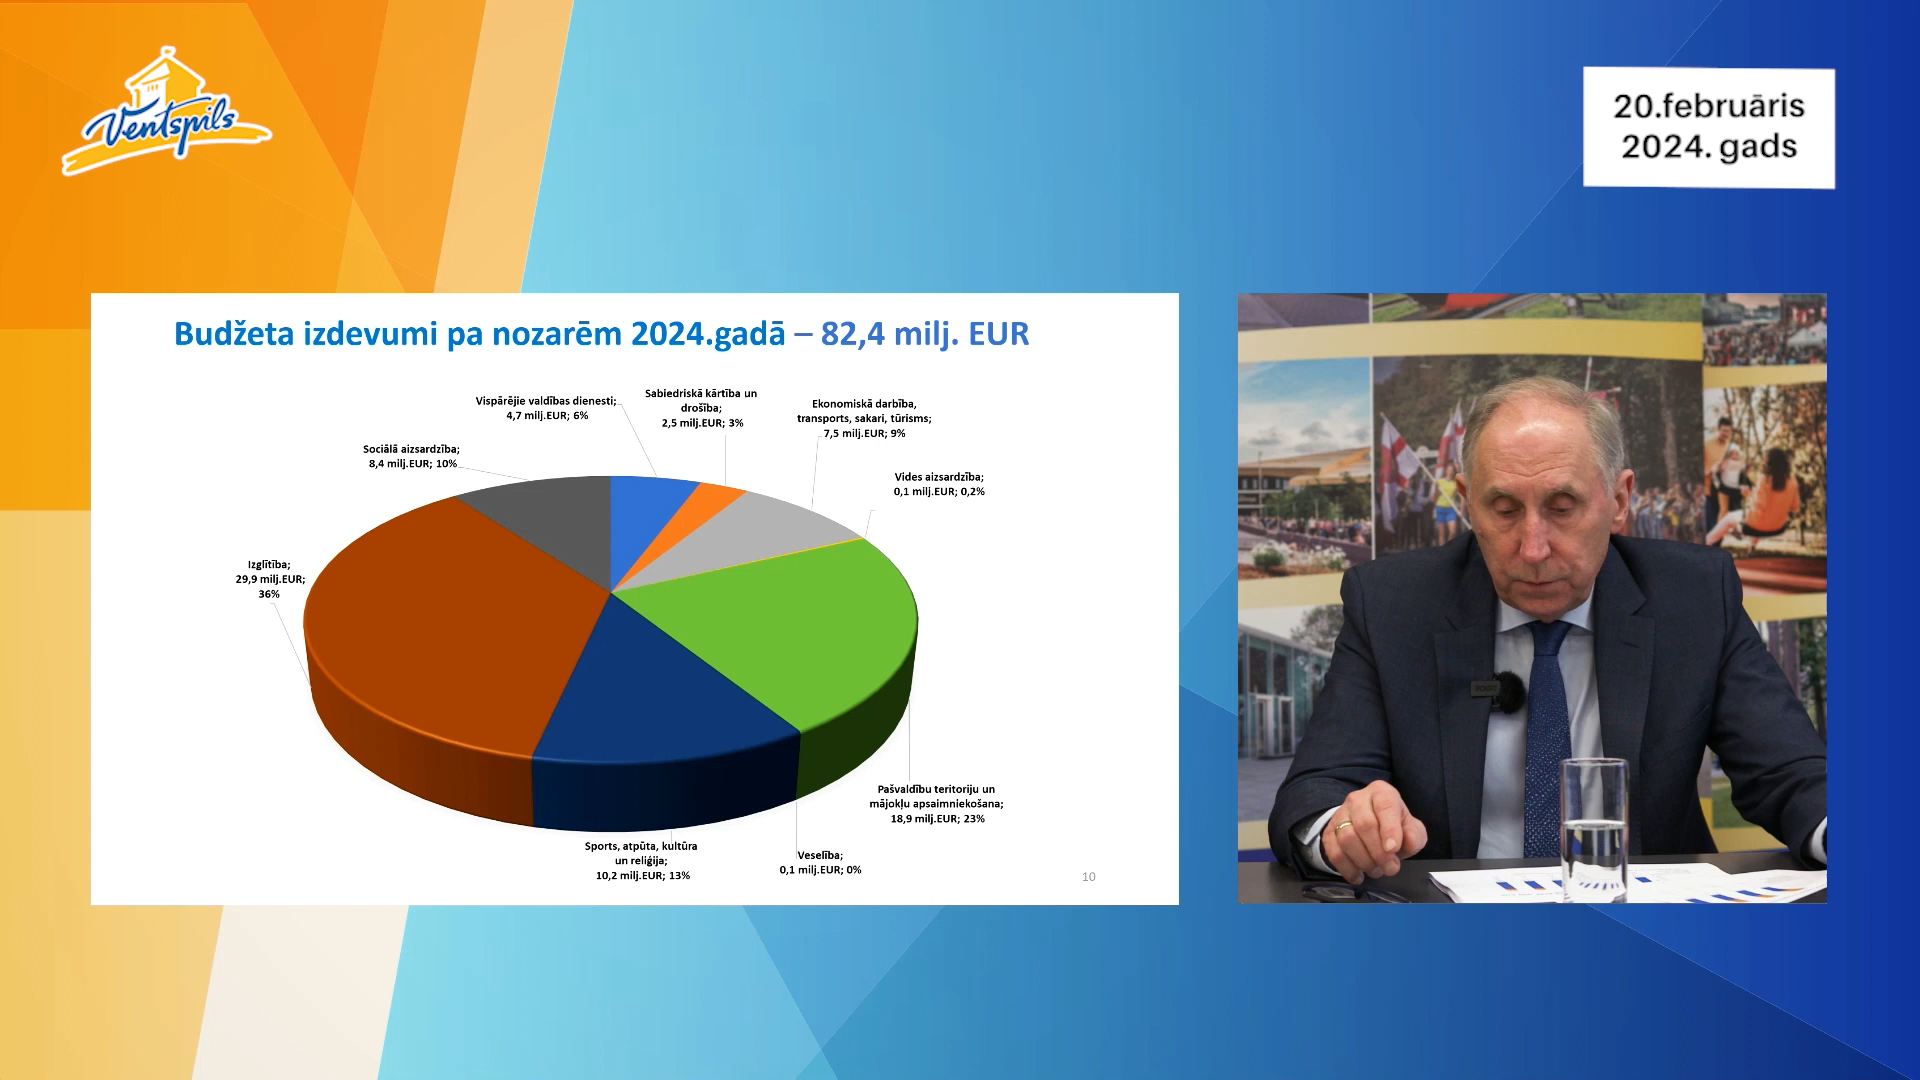 Ventspils
20.februāris
2024. gads
Budžeta izdevumi pa nozarēm 2024.gadā – 82,4 milj. EUR
Vispārējie valdības dienesti;
4,7 milj.EUR; 6%
Sabiedriskā kārtība un
drošība;
2,5 milj.EUR; 3%
Ekonomiskā darbība,
transports, sakari, tūrisms;
7,5 milj.EUR; 9%
Sociālā aizsardzība;
8,4 milj.EUR; 10%
Vides aizsardzība;
0,1 milj.EUR; 0,2%
Izglītība;
29,9 milj.EUR;
36%
Pašvaldību teritoriju un
mājokļu apsaimniekošana;
18,9 milj.EUR; 23%
Sports, atpūta, kultūra
un reliģija;
10,2 milj.EUR; 13%
Veselība;
0,1 milj.EUR; 0%
10